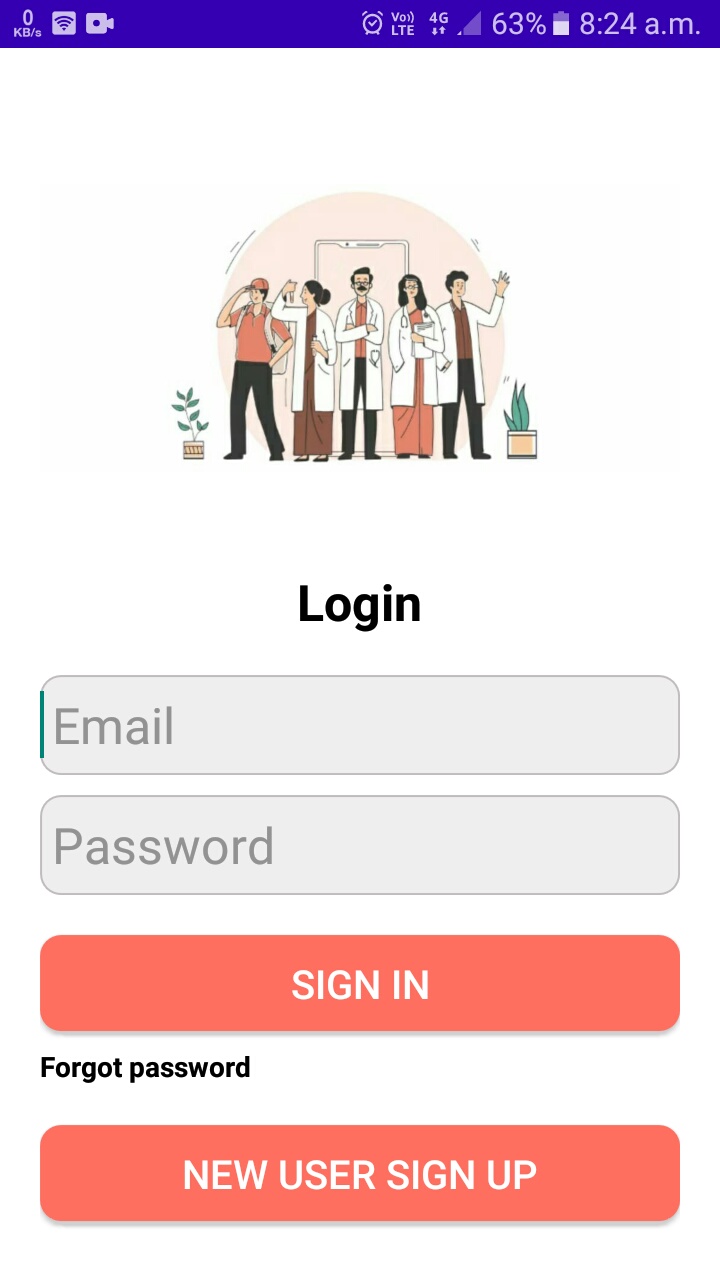 0
KB/s
Vo))
LTE
4G
63%
8:24 a.m.
Login
Email
Password
SIGN IN
Forgot password
NEW USER SIGN UP